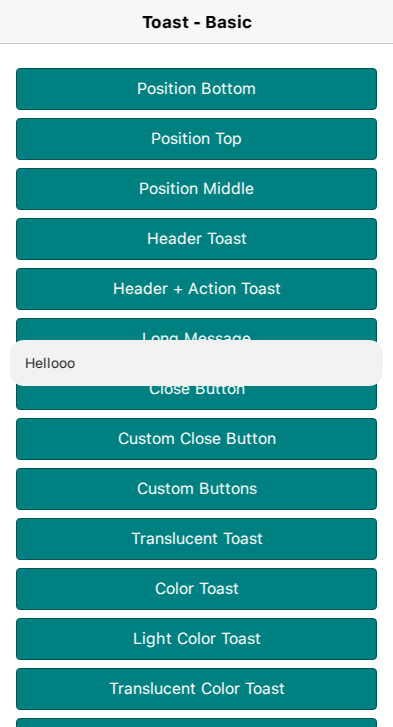 Toast - Basic
Position Bottom
Position Top
Position Middle
Header Toast
Header + Action Toast
Long Message
Hellooo
Close Button
Custom Close Button
Custom Buttons
Translucent Toast
Color Toast
Light Color Toast
Translucent Color Toast